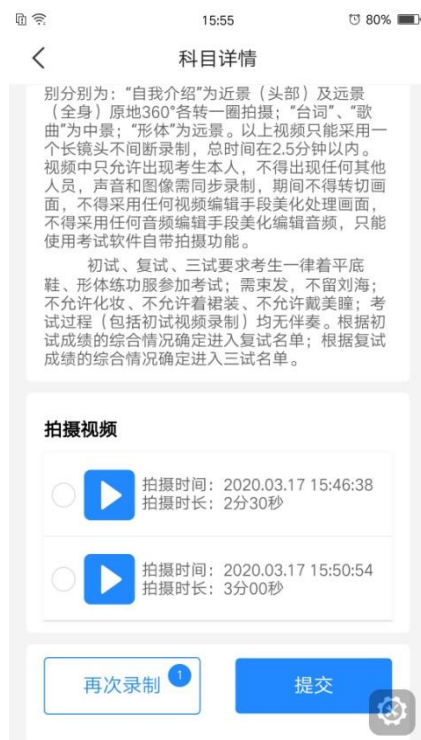 15:55
80%
科目详情
别分别为：“自我介绍”为近景（头部）及远景
（全身）原地360°各转一圈拍摄；“台词”、“歌
曲”为中景；“形体”为远景。以上视频只能采用一
个长镜头不间断录制，总时间在2.5分钟以内。
视频中只允许出现考生本人，不得出现任何其他
人员，声音和图像需同步录制，期间不得转切画
面，不得采用任何视频编辑手段美化处理画面，
不得采用任何音频编辑手段美化编辑音频，只能
使用考试软件自带拍摄功能。
初试、复试、三试要求考生一律着平底
鞋、形体练功服参加考试；需束发，不留刘海；
不允许化妆、不允许着裙装、不允许戴美瞳；考
试过程（包括初试视频录制）均无伴奏。根据初
试成绩的综合情况确定进入复试名单；根据复试
成绩的综合情况确定进入三试名单。
拍摄视频
拍摄时间：2020.03.17 15:46:38
拍摄时长：2分30秒
拍摄时间：2020.03.17 15:50:54
拍摄时长：3分00秒
再次录制 1
提交